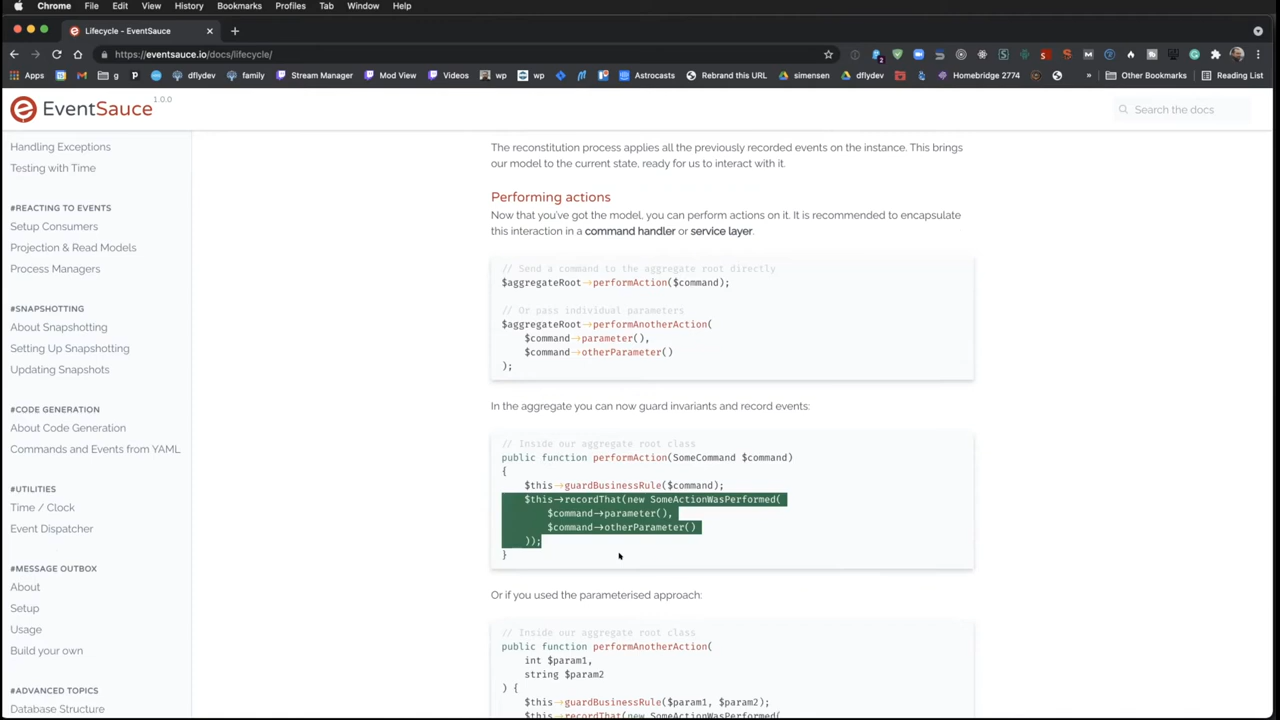 Chrome File Edit View History Bookmarks Profiles Tab Window Help
Lifecycle - EventSauce
https://eventsauce.io/docs/lifecycle/
Apps g dflydev family Stream Manager Mod View Videos wp wp Astrocasts Rebrand this URL simensen dflydev Homebridge 2774 » Other Bookmarks Reading List
EventSauce 1.0.0
Search the docs
Handling Exceptions
Testing with Time
#REACTING TO EVENTS
Setup Consumers
Projection & Read Models
Process Managers
#SNAPSHOTTING
About Snapshotting
Setting Up Snapshotting
Updating Snapshots
#CODE GENERATION
About Code Generation
Commands and Events from YAML
#UTILITIES
Time / Clock
Event Dispatcher
#MESSAGE OUTBOX
About
Setup
Usage
Build your own
#ADVANCED TOPICS
Database Structure
The reconstitution process applies all the previously recorded events on the instance. This brings
our model to the current state, ready for us to interact with it.
Performing actions
Now that you've got the model, you can perform actions on it. It is recommended to encapsulate
this interaction in a command handler or service layer.
// Send a command to the aggregate root directly
$aggregateRoot->performAction($command);
// Or pass individual parameters
$aggregateRoot->performAnotherAction(
$command->parameter(),
$command->otherParameter()
);
In the aggregate you can now guard invariants and record events:
// Inside our aggregate root class
public function performAction(SomeCommand $command)
{
$this->guardBusinessRule($command);
$this->recordThat(new SomeActionWasPerformed(
$command->parameter(),
$command->otherParameter()
));
}
Or if you used the parameterised approach:
// Inside our aggregate root class
public function performAnotherAction(
int $param1,
string $param2
) {
$this->guardBusinessRule($param1, $param2);
$this->recordThat(new SomeActionWasPerformed(